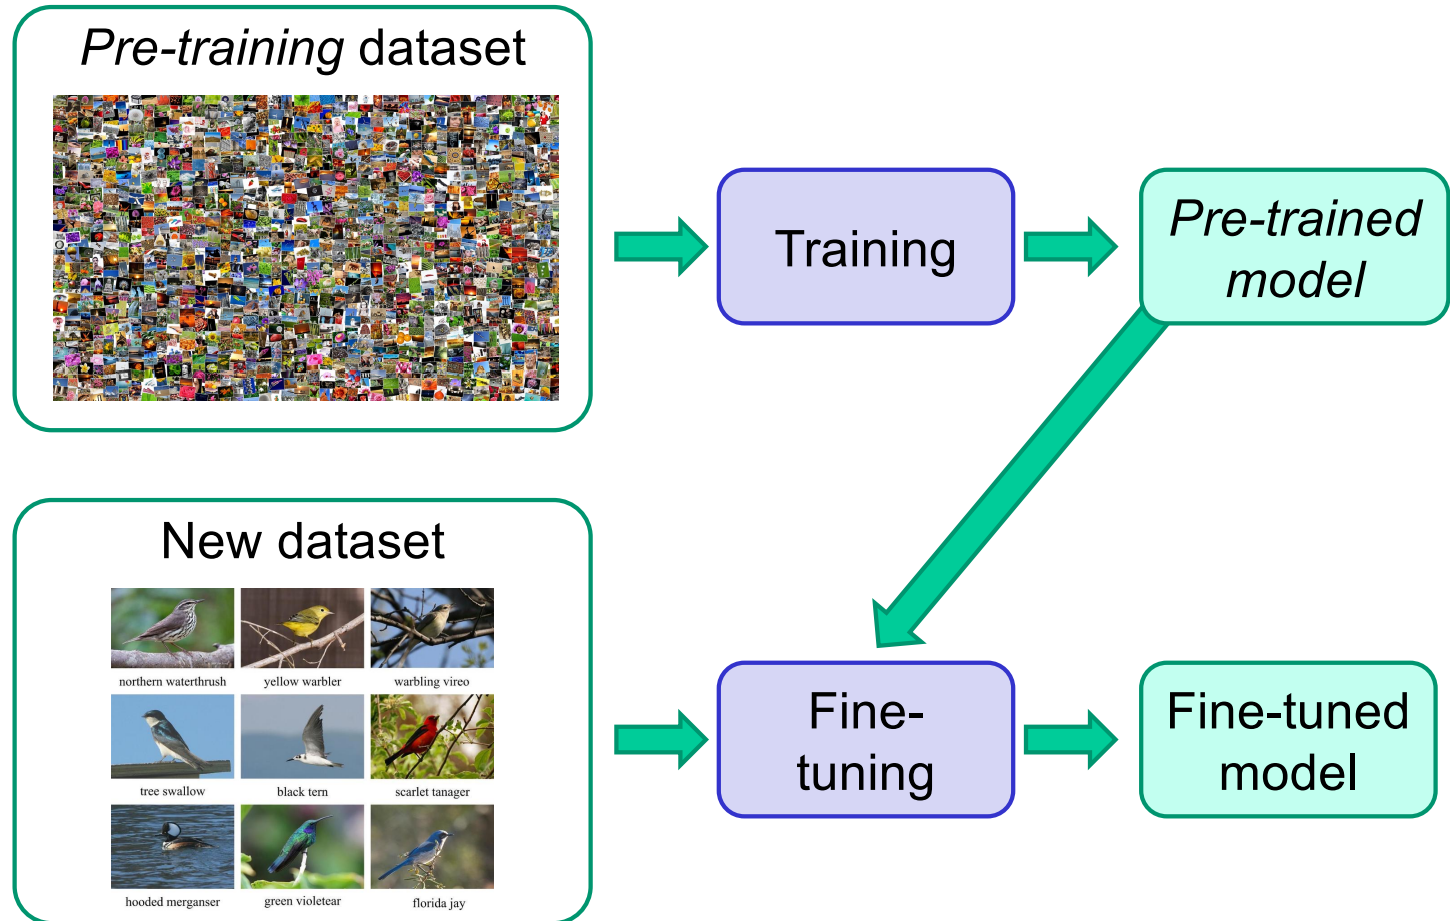 Pre-training dataset
Training
Pre-trained
model
New dataset
northern waterthrush
yellow warbler
warbling vireo
tree swallow
black tern
scarlet tanager
hooded merganser
green violetear
florida jay
Fine-
tuning
Fine-tuned
model